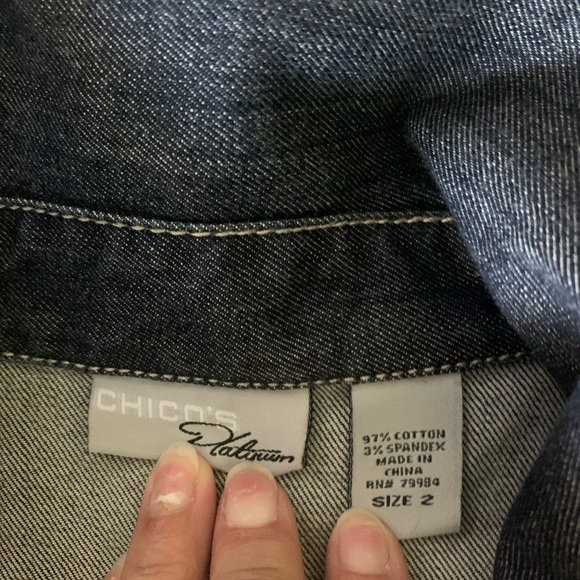 CHICO'S
Platinum
97% COTTON
3% SPANDEX
MADE IN
CHINA
RN# 79984
SIZE 2